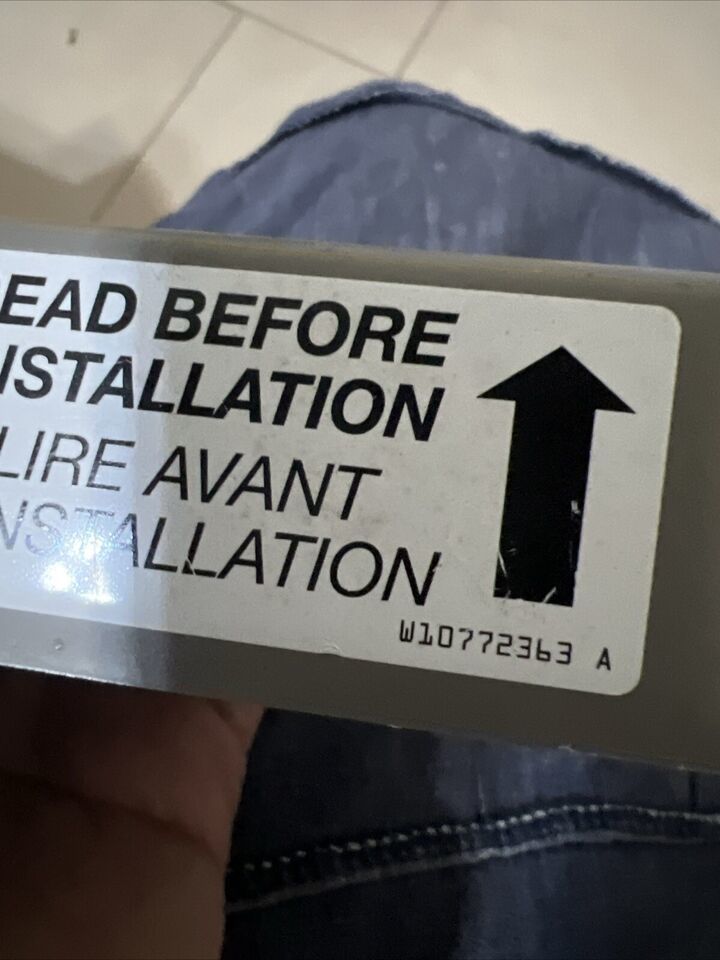 EAD BEFORE
ISTALLATION
LIRE AVANT
NSTALLATION
W10772363 A